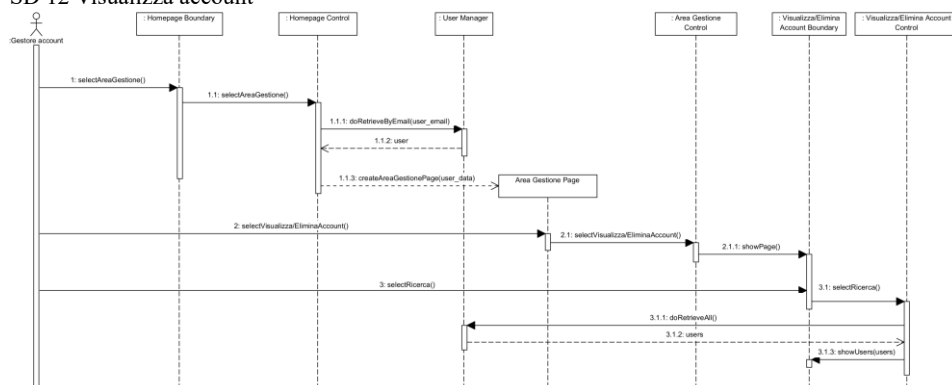 SD 12 Visualizza account
: Homepage Boundary
: Homepage Control
: User Manager
: Area Gestione
Control
: Visualizza/Elimina
Account Boundary
: Visualizza/Elimina Account
Control
:Gestore account
1: selectAreaGestione()
1.1: selectAreaGestione()
1.1.1: doRetrieveByEmail(user_email)
1.1.2: user
1.1.3: createAreaGestionePage(user_data)
Area Gestione Page
2: selectVisualizza/EliminaAccount()
2.1: selectVisualizza/EliminaAccount()
2.1.1: showPage()
3: selectRicerca()
3.1: selectRicerca()
3.1.1: doRetrieveAll()
3.1.2: users
3.1.3: showUsers(users)